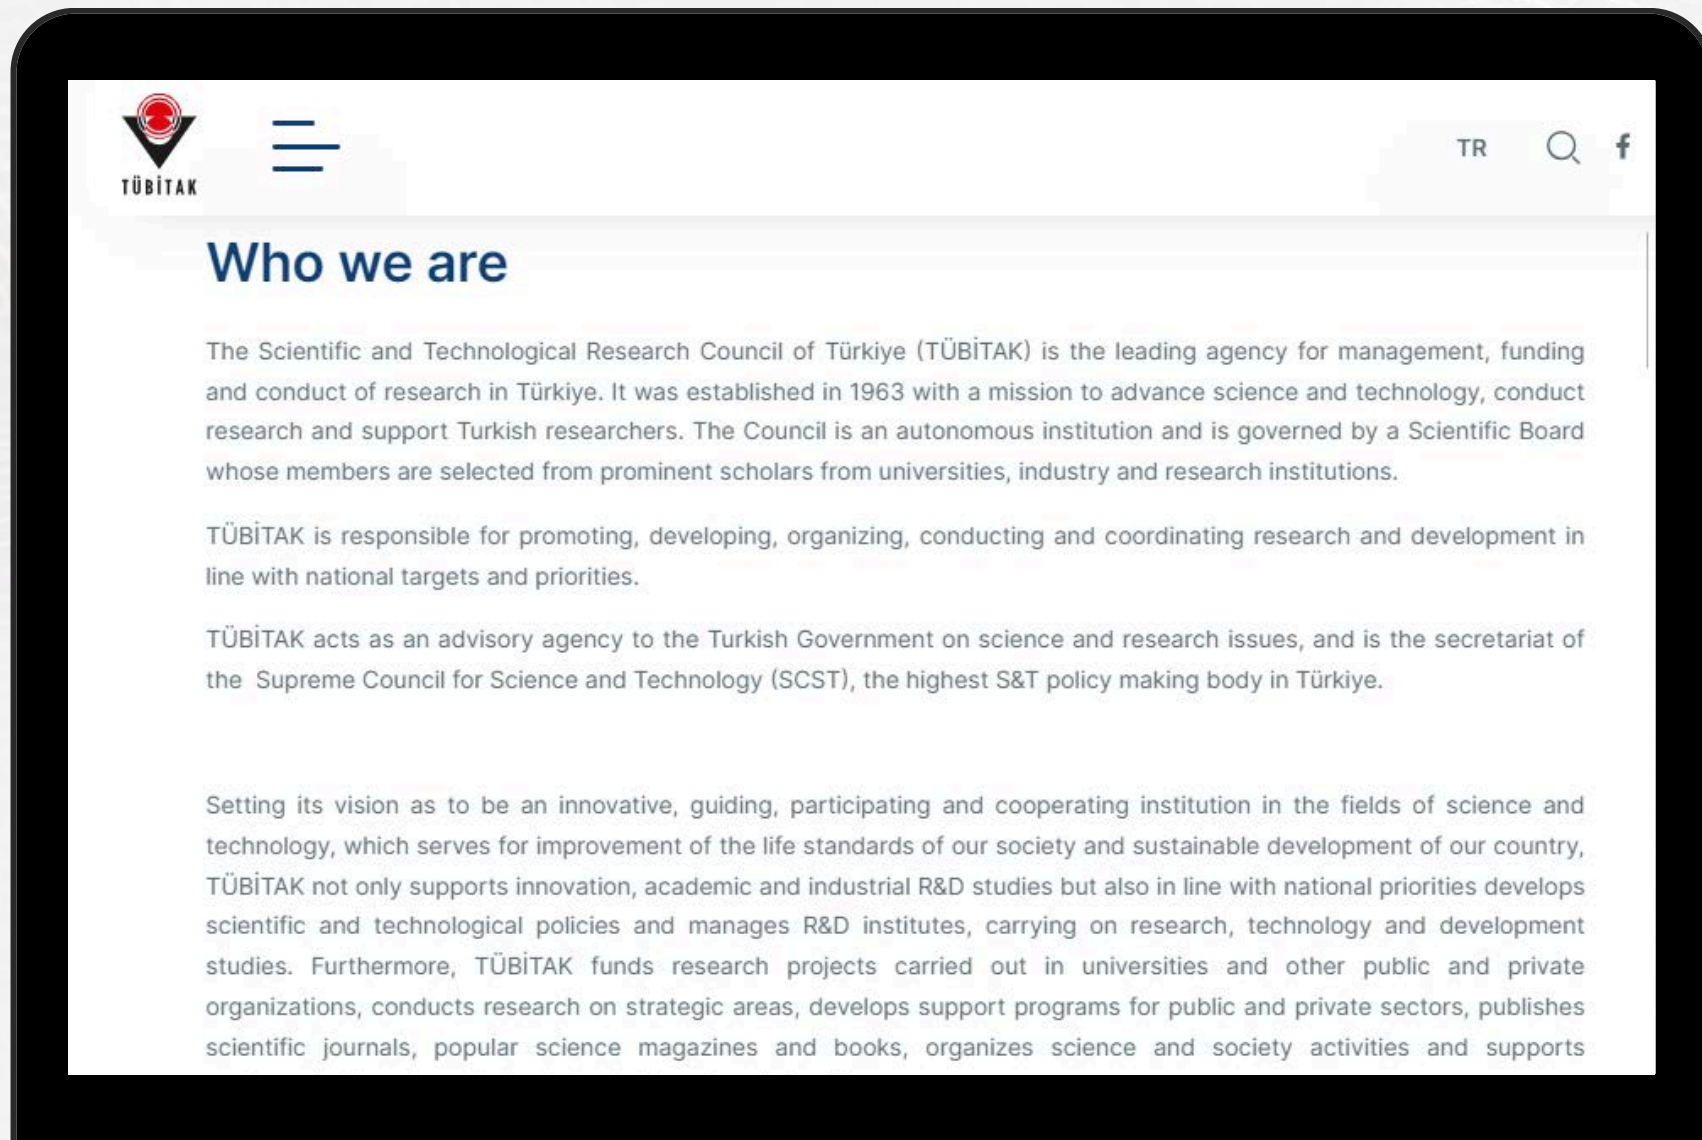 TÜBİTAK
TR
f
Who we are
The Scientific and Technological Research Council of Türkiye (TÜBİTAK) is the leading agency for management, funding
and conduct of research in Türkiye. It was established in 1963 with a mission to advance science and technology, conduct
research and support Turkish researchers. The Council is an autonomous institution and is governed by a Scientific Board
whose members are selected from prominent scholars from universities, industry and research institutions.
TÜBİTAK is responsible for promoting, developing, organizing, conducting and coordinating research and development in
line with national targets and priorities.
TÜBİTAK acts as an advisory agency to the Turkish Government on science and research issues, and is the secretariat of
the Supreme Council for Science and Technology (SCST), the highest S&T policy making body in Türkiye.
Setting its vision as to be an innovative, guiding, participating and cooperating institution in the fields of science and
technology, which serves for improvement of the life standards of our society and sustainable development of our country,
TÜBİTAK not only supports innovation, academic and industrial R&D studies but also in line with national priorities develops
scientific and technological policies and manages R&D institutes, carrying on research, technology and development
studies. Furthermore, TÜBİTAK funds research projects carried out in universities and other public and private
organizations, conducts research on strategic areas, develops support programs for public and private sectors, publishes
scientific journals, popular science magazines and books, organizes science and society activities and supports